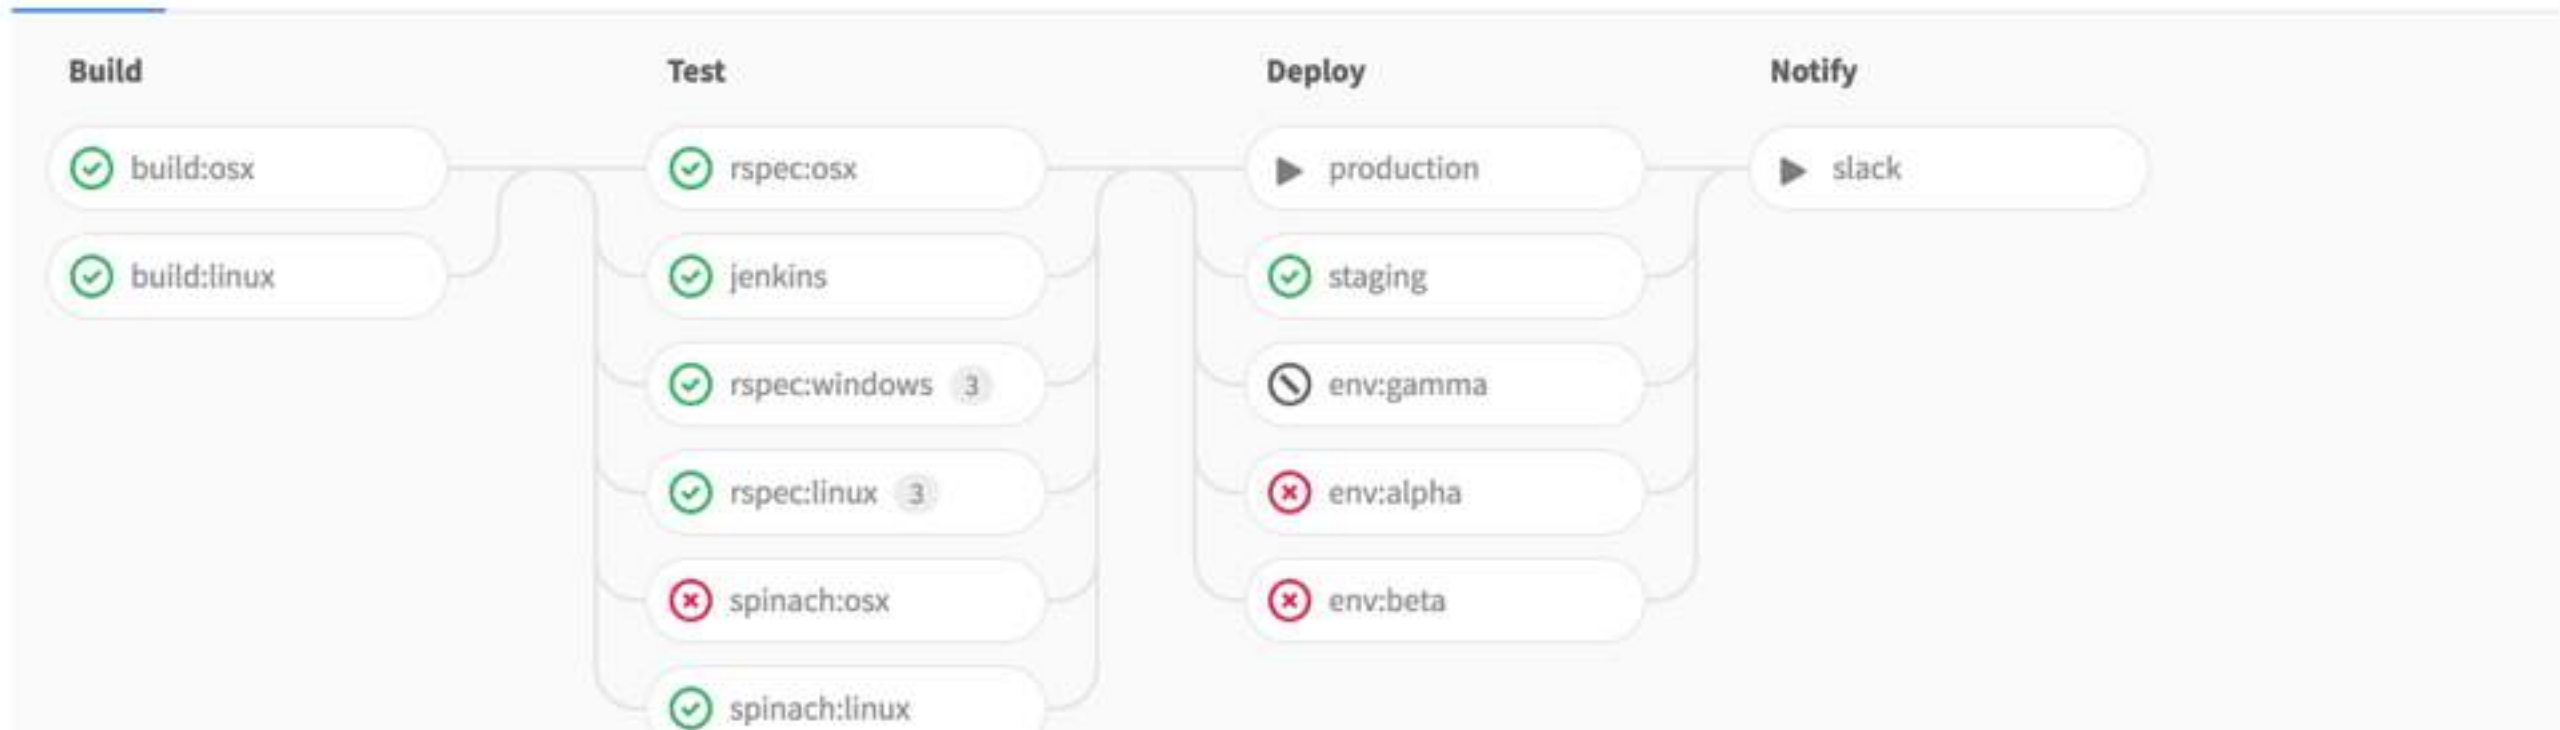 Build
Test
Deploy
Notify
build:osx
rspec:osx
production
slack
build:linux
jenkins
staging
rspec:windows 3
env:gamma
rspec:linux 3
env:alpha
spinach:osx
env:beta
spinach:linux